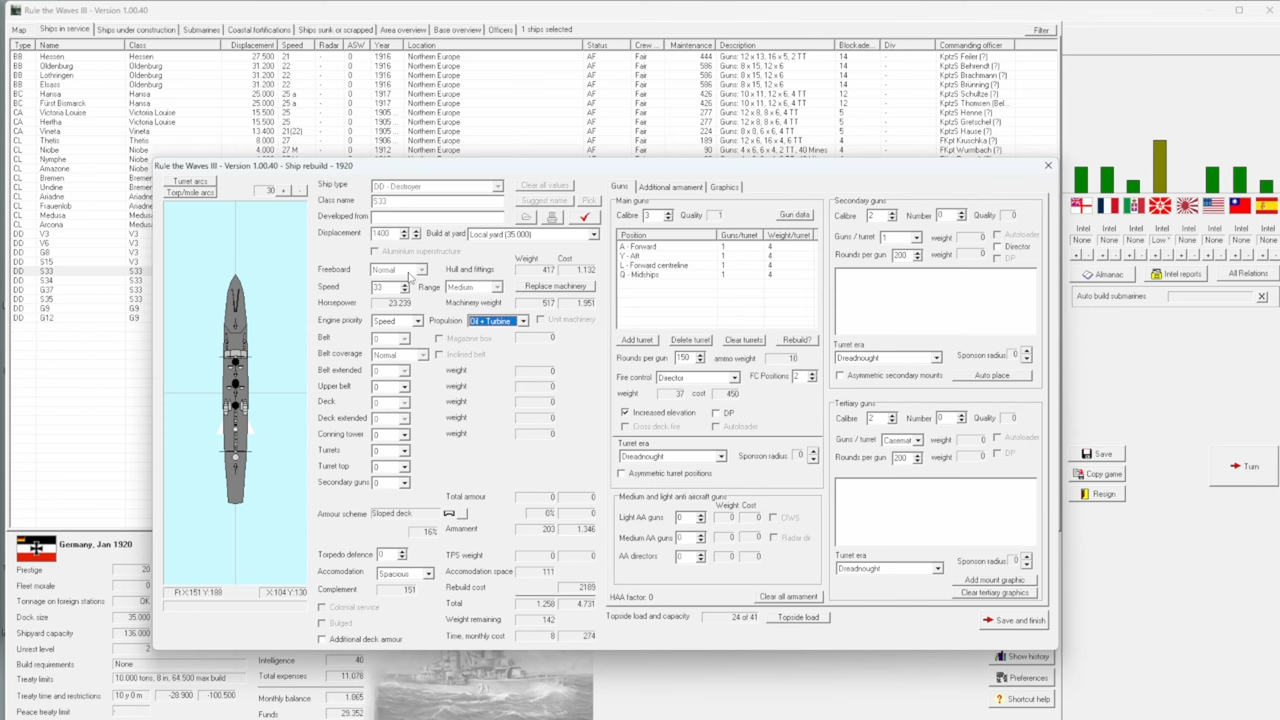 Rule the Waves III - Version 1.00.40
Map Ships in service Ships under construction Submarines Coastal fortifications Ships sunk or scrapped Area overview Base overview Officers 1 ships selected Filter
Type Name Class Displacement Speed Radar ASW Year Location Status Crew ... Maintenance Description Blockade... Div Commanding officer
BB Hessen Hessen 27.500 21 - 0 1916 Northern Europe AF Fair 444 Guns: 12 x 13, 16 x 5, 2 TT 14 - KptzS Feiler (?)
BB Oldenburg Oldenburg 31.200 22 - 0 1916 Northern Europe AF Fair 586 Guns: 8 x 15, 12 x 6 14 - KptzS Behrendt (?)
BB Lothringen Oldenburg 31.200 22 - 0 1916 Northern Europe AF Fair 586 Guns: 8 x 15, 12 x 6 14 - KptzS Brachmann (?)
BB Elsass Oldenburg 31.200 22 - 0 1916 Northern Europe AF Fair 586 Guns: 8 x 15, 12 x 6 14 - KptzS Brünning (?)
BC Hansa Hansa 25.000 25 a - 0 1917 Northern Europe AF Fair 426 Guns: 10 x 11, 12 x 6, 4 TT 12 - KptzS Schultze (?)
BC Fürst Bismarck Hansa 25.000 25 a - 0 1917 Northern Europe AF Fair 426 Guns: 10 x 11, 12 x 6, 4 TT 12 - KptzS Thomsen (Bel...
CA Victoria Louise Victoria Louise 15.500 25 - 0 1905 ... Northern Europe AF Fair 277 Guns: 12 x 8, 8 x 6, 4 TT 5 - KptzS Henne (?)
CA Hertha Victoria Louise 15.500 25 - 0 1905 ... Northern Europe AF Fair 277 Guns: 12 x 8, 8 x 6, 4 TT 5 - KptzS Gretschel (?)
CA Vineta Vineta 13.400 21(22) - 0 1905 ... Northern Europe AF Fair 224 Guns: 8 x 8, 6 x 6, 4 TT 5 - KptzS Hause (?)
CL Thetis Thetis 0 1906 ... Northern Europe AF Fair 189 Guns: 12 x 6, 16 x 4, 6 TT 4 - FKpt Kruschka (?)
CL Niobe Niobe 27 M - 0 1912 Northern Europe AF Fair 90 Guns: 4 x 6, 4 x 4, 2 TT, 40 Mines 4 - FKpt Wurmbach (?)
CL Nymphe Niobe
CL Amazone Niobe
CL Bremen Niobe
CL Undine Niobe
CL Ariadne Ariadne
CL Frauenlob Ariadne
CL Medusa Ariadne
CL Arcona Medusa
DD V3 V3
DD V6 V3
DD G8 V3
DD S15 V3
DD S33 S33
DD S34 S33
DD G37 S33
DD S35 S33
DD G9 G9
DD G12 G9
Rule the Waves III - Version 1.00.40 - Ship rebuild - 1920
Turret arcs
Torp/msle arcs
30 + -
Ship type DD - Destroyer Clear all values
Class name S33 Suggest name Pick
Developed from
Displacement 1400 Build at yard Local yard (35.000)
Aluminium superstructure Weight Cost
Freeboard Normal Hull and fittings 417 1.132
Speed 33 Range Medium Replace machinery
Horsepower 23.239 Machinery weight 517 1.951
Engine priority Speed Propulsion Oil + Turbine Unit machinery
Belt 0 Magazine box 0
Belt coverage Normal Inclined belt
Belt extended 0 weight 0
Upper belt 0 weight 0
Deck 0 weight 0
Deck extended 0 weight 0
Conning tower 0 weight 0
Turrets 0
Turret top 0
Secondary guns 0
Total armour 0 0
Armour scheme Sloped deck 0% 0
16% Armament 203 1.346
Torpedo defence 0 TPS weight 0 0
Accomodation Spacious Accomodation space 111
Complement 151 Rebuild cost 2189
Colonial service Total 1.258 4.731
Bulged Weight remaining 142
Additional deck armour Time, monthly cost 8 274
Ft X:151 Y:188 X:104 Y:130
Guns Additional armament Graphics
Main guns
Calibre 3 Quality 1 Gun data
Position Guns/turret Weight/turret
A - Forward 1 4
Y - Aft 1 4
L - Forward centreline 1 4
Q - Midships 1 4
Add turret Delete turret Clear turrets Rebuild?
Rounds per gun 150 ammo weight 10
Fire control Director FC Positions 2
weight 37 cost 450
Increased elevation DP
Cross deck fire Autoloader
Turret era
Dreadnought Sponson radius 0
Asymmetric turret positions
Medium and light anti aircraft guns
Weight Cost
Light AA guns 0 0 0 CIWS
Medium AA guns 0 0 0 Radar dir
AA directors 0 0 0
HAA factor: 0 Clear all armament
Topside load and capacity 24 of 41 Topside load
Secondary guns
Calibre 2 Number 0 Quality 0
Guns / turret 1 weight 0 Autoloader
Director
Rounds per gun 200 0 DP
Turret era
Dreadnought Sponson radius 0
Asymmetric secondary mounts Auto place
Tertiary guns
Calibre 2 Number 0 Quality 0
Guns / turret Casemat weight 0 Autoloader
Rounds per gun 200 0 DP
Turret era
Dreadnought Sponson radius 0
Add mount graphic
Clear tertiary graphics
Save and finish
Intel Intel Intel Intel Intel Intel Intel Intel
None None None Low * None None None None
Almanac Intel reports All Relations
Auto build submarines X
Save
Copy game
Resign
Turn
Show history
Preferences
Shortcut help
Germany, Jan 1920
Prestige 20
Fleet morale 0
Tonnage on foreign stations OK
Dock size 35.000
Shipyard capacity 136.000
Unrest level 2
Build requirements None
Treaty limits 10.000 tons, 8 in, 64.500 max build
Treaty time and restrictions 10 y 0 m -28.900 -100.500
Peace treaty limit
Intelligence 40
Total expenses 11.078
Monthly balance 1.865
Funds 29.352